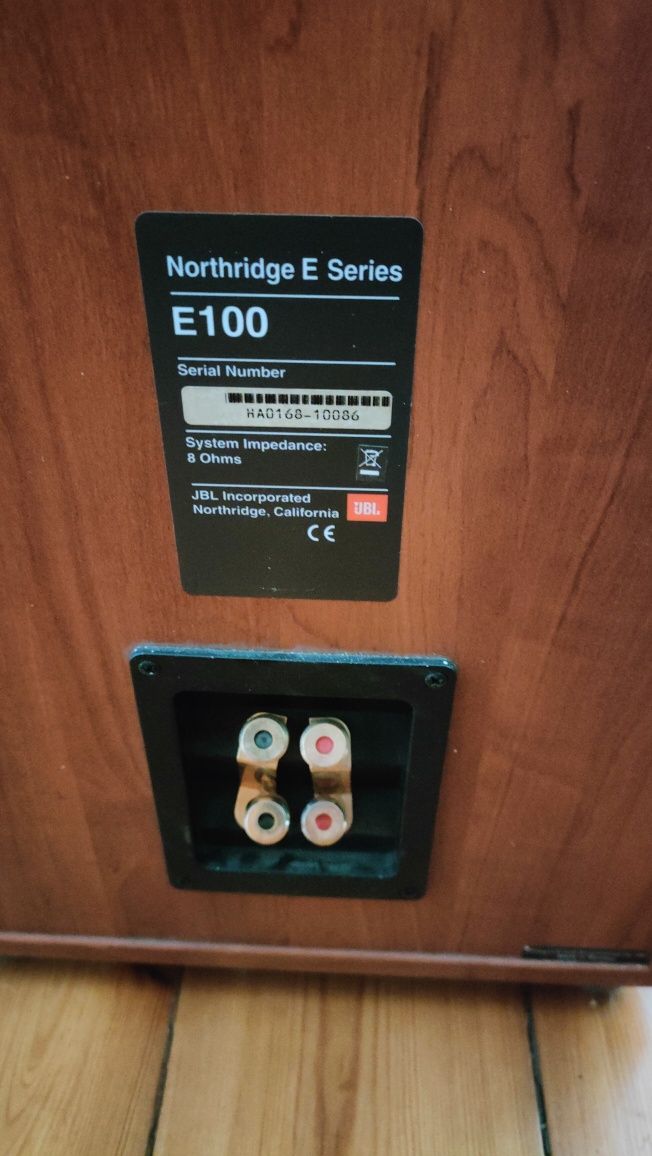 Northridge E Series
E100
Serial Number
HA0168-10086
System Impedance:
8 Ohms
JBL Incorporated
Northridge, California
JBL
CE